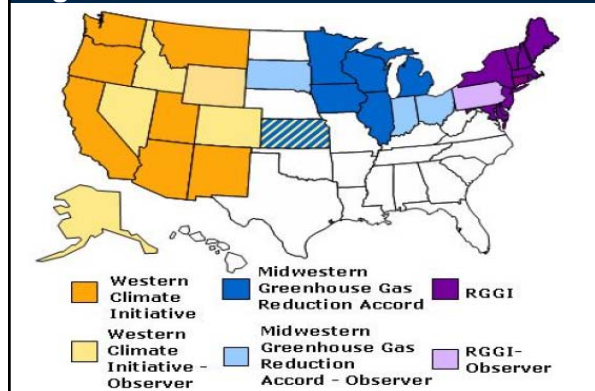 Western
Climate
Initiative
Midwestern
Greenhouse Gas
Reduction Accord
RGGI
Western
Climate
Initiative -
Observer
Midwestern
Greenhouse Gas
Reduction
Accord - Observer
RGGI-
Observer